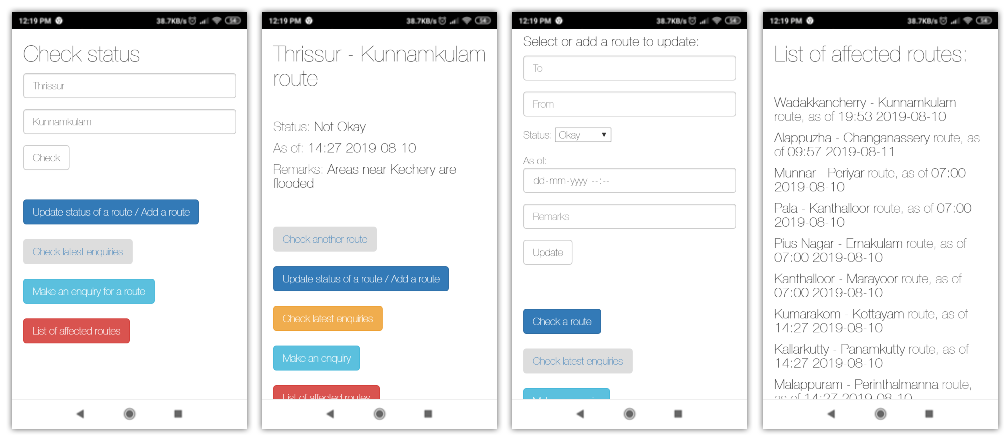 12:19 PM 38.7KB/s 54
Check status
Thrissur
Kunnamkulam
Check
Update status of a route / Add a route
Check latest enquiries
Make an enquiry for a route
List of affected routes
12:19 PM 38.7KB/s 54
Thrissur - Kunnamkulam
route
Status: Not Okay
As of: 14:27 2019-08-10
Remarks: Areas near Kechery are
flooded
Check another route
Update status of a route / Add a route
Check latest enquiries
Make an enquiry
List of affected routes
12:19 PM 38.7KB/s 54
Select or add a route to update:
To
From
Status: Okay
As of:
dd-mm-yyyy --:--
Remarks
Update
Check a route
Check latest enquiries
12:19 PM 38.7KB/s 54
List of affected routes:
Wadakkancherry - Kunnamkulam
route, as of 19:53 2019-08-10
Alappuzha - Changanassery route, as
of 09:57 2019-08-11
Munnar - Periyar route, as of 07:00
2019-08-10
Pala - Kanthalloor route, as of 07:00
2019-08-10
Pius Nagar - Ernakulam route, as of
07:00 2019-08-10
Kanthalloor - Marayoor route, as of
07:00 2019-08-10
Kumarakom - Kottayam route, as of
14:27 2019-08-10
Kallarkutty - Panamkutty route, as of
14:27 2019-08-10
Malappuram - Perinthalmanna route,
as of 14:27 2019-08-10